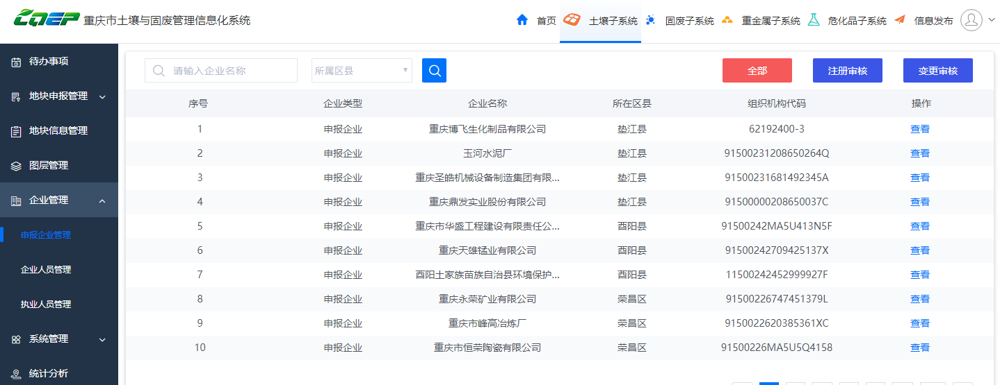 CQEP 重庆市土壤与固废管理信息化系统 首页 土壤子系统 固废子系统 重金属子系统 危化品子系统 信息发布
待办事项
地块申报管理
地块信息管理
图层管理
企业管理
申报企业管理
企业人员管理
执业人员管理
系统管理
统计分析
请输入企业名称 所属区县 全部 注册审核 变更审核
序号 企业类型 企业名称 所在区县 组织机构代码 操作
1 申报企业 重庆博飞生化制品有限公司 垫江县 62192400-3 查看
2 申报企业 玉河水泥厂 垫江县 91500231208650264Q 查看
3 申报企业 重庆圣皓机械设备制造集团有限... 垫江县 91500231681492345A 查看
4 申报企业 重庆鼎发实业股份有限公司 垫江县 91500000208650037C 查看
5 申报企业 重庆市华盛工程建设有限责任公... 酉阳县 91500242MA5U413N5F 查看
6 申报企业 重庆天雄锰业有限公司 酉阳县 91500242709425137X 查看
7 申报企业 酉阳土家族苗族自治县环境保护... 酉阳县 11500242452999927F 查看
8 申报企业 重庆永荣矿业有限公司 荣昌区 91500226747451379L 查看
9 申报企业 重庆市峰高冶炼厂 荣昌区 9150022620385361XC 查看
10 申报企业 重庆市恒荣陶瓷有限公司 荣昌区 91500226MA5U5Q4158 查看